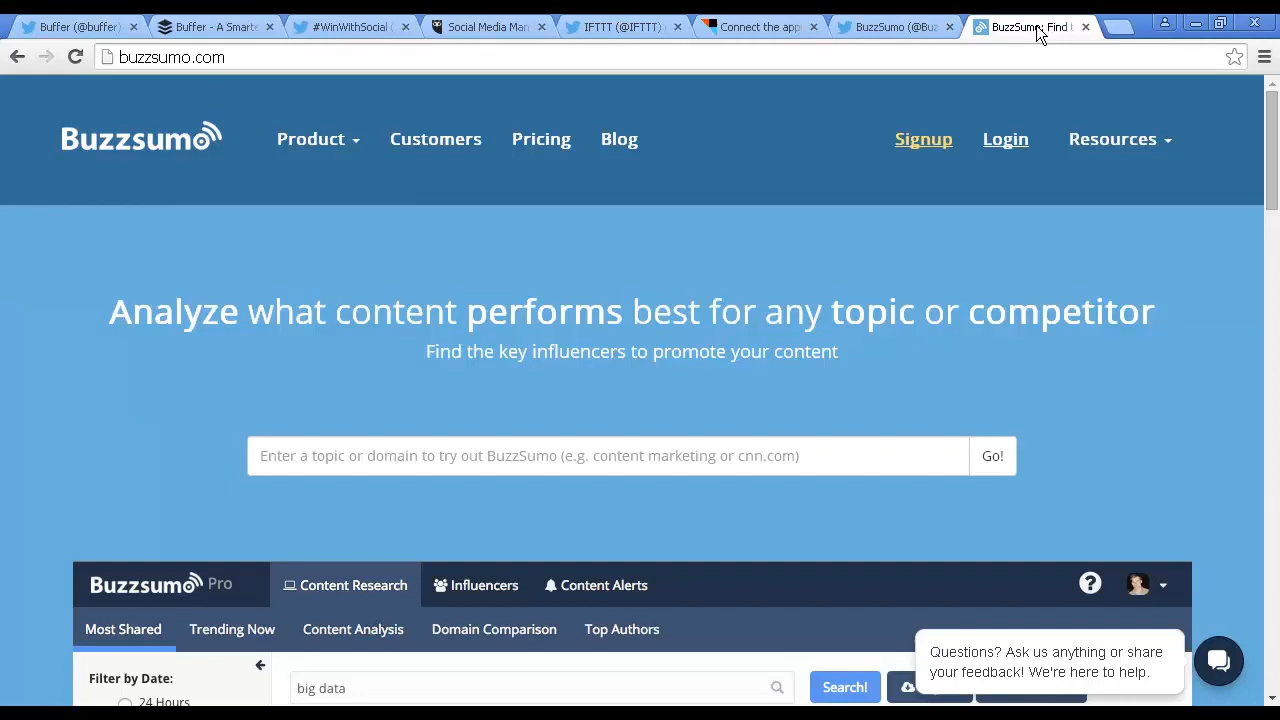 Buffer (@buffer)
Buffer - A Smarte
#WinWithSocial (
Social Media Man
IFTTT (@IFTTT) 
Connect the app
BuzzSumo (@Buz
BuzzSumo: Find t
buzzsumo.com
Buzzsumo
Product
Customers
Pricing
Blog
Signup
Login
Resources
Analyze what content performs best for any topic or competitor
Find the key influencers to promote your content
Enter a topic or domain to try out BuzzSumo (e.g. content marketing or cnn.com)
Go!
Buzzsumo Pro
Content Research
Influencers
Content Alerts
Most Shared
Trending Now
Content Analysis
Domain Comparison
Top Authors
Questions? Ask us anything or share
your feedback! We're here to help.
Filter by Date:
24 Hours
big data
Search!